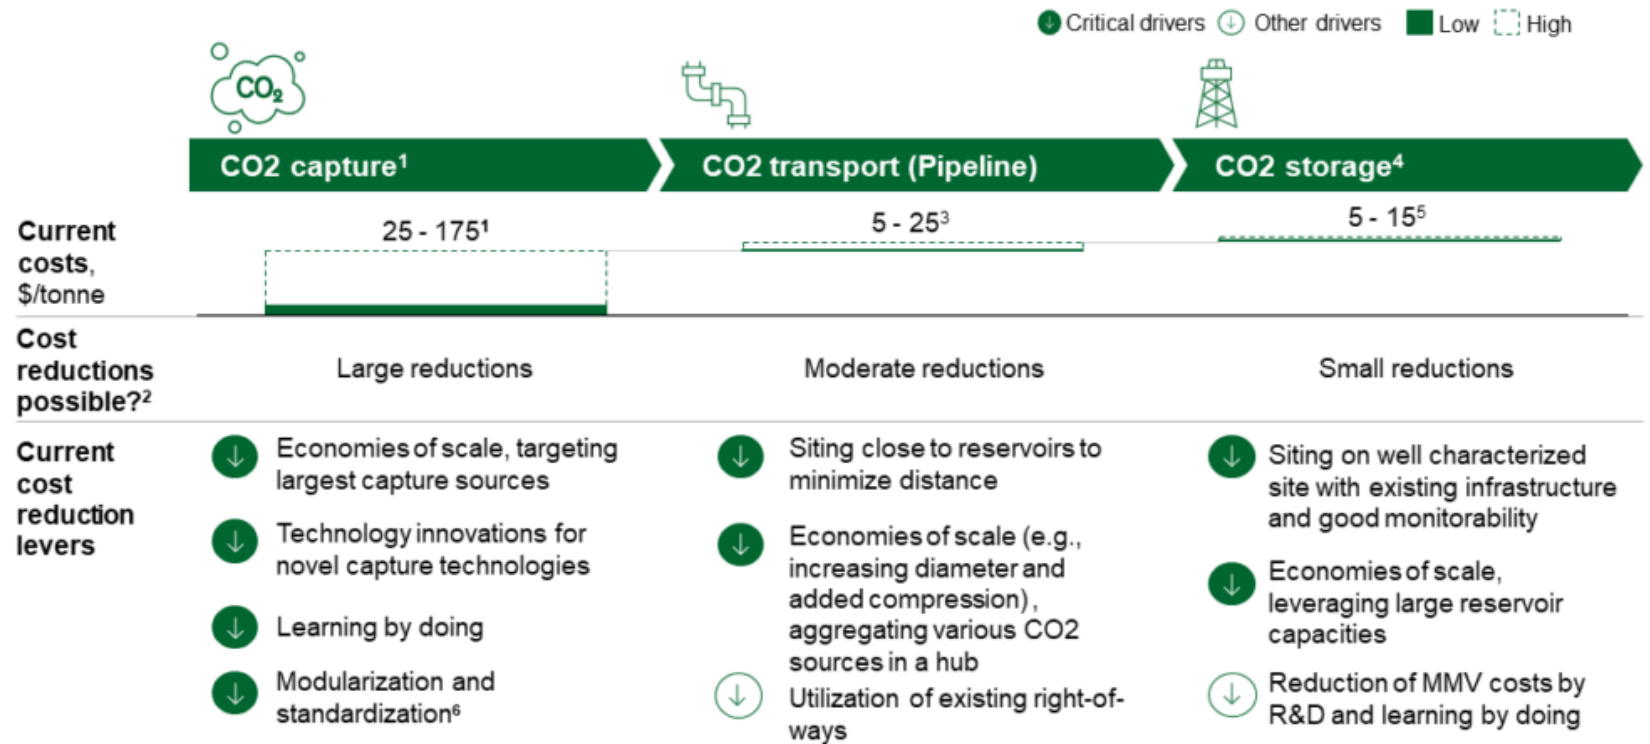 Critical drivers Other drivers Low High
CO₂
CO2 capture¹
CO2 transport (Pipeline)
CO2 storage⁴
Current
costs,
$/tonne
25 - 175¹
5 - 25³
5 - 15⁵
Cost
reductions
possible?²
Large reductions
Moderate reductions
Small reductions
Current
cost
reduction
levers
Economies of scale, targeting
largest capture sources
Technology innovations for
novel capture technologies
Learning by doing
Modularization and
standardization⁶
Siting close to reservoirs to
minimize distance
Economies of scale (e.g.,
increasing diameter and
added compression),
aggregating various CO2
sources in a hub
Utilization of existing right-of-
ways
Siting on well characterized
site with existing infrastructure
and good monitorability
Economies of scale,
leveraging large reservoir
capacities
Reduction of MMV costs by
R&D and learning by doing